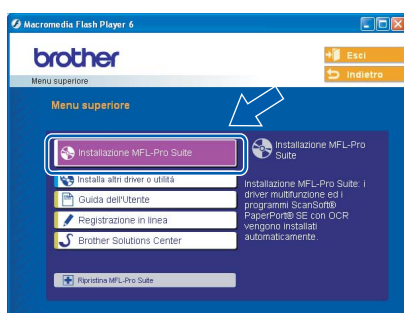 Macromedia Flash Player 6
brother
Esci
Indietro
Menu superiore
Menu superiore
Installazione MFL-Pro Suite
Installa altri driver o utilità
Guida dell'Utente
Registrazione in linea
Brother Solutions Center
Ripristina MFL-Pro Suite
Installazione MFL-Pro
Suite
Installazione MFL-Pro Suite: i
driver multifunzione ed i
programmi ScanSoft®
PaperPort® SE con OCR
vengono installati
automaticamente.